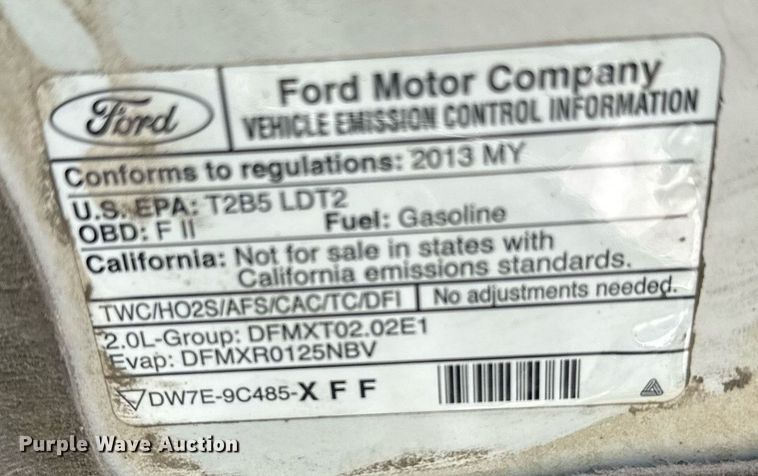 Ford
Ford Motor Company
VEHICLE EMISSION CONTROL INFORMATION
Conforms to regulations: 2013 MY
U.S. EPA: T2B5 LDT2
OBD: F II Fuel: Gasoline
California: Not for sale in states with
California emissions standards.
TWC/HO2S/AFS/CAC/TC/DFI No adjustments needed.
2.0L-Group: DFMXT02.02E1
Evap: DFMXR0125NBV
DW7E-9C485-X F F
Purple Wave Auction